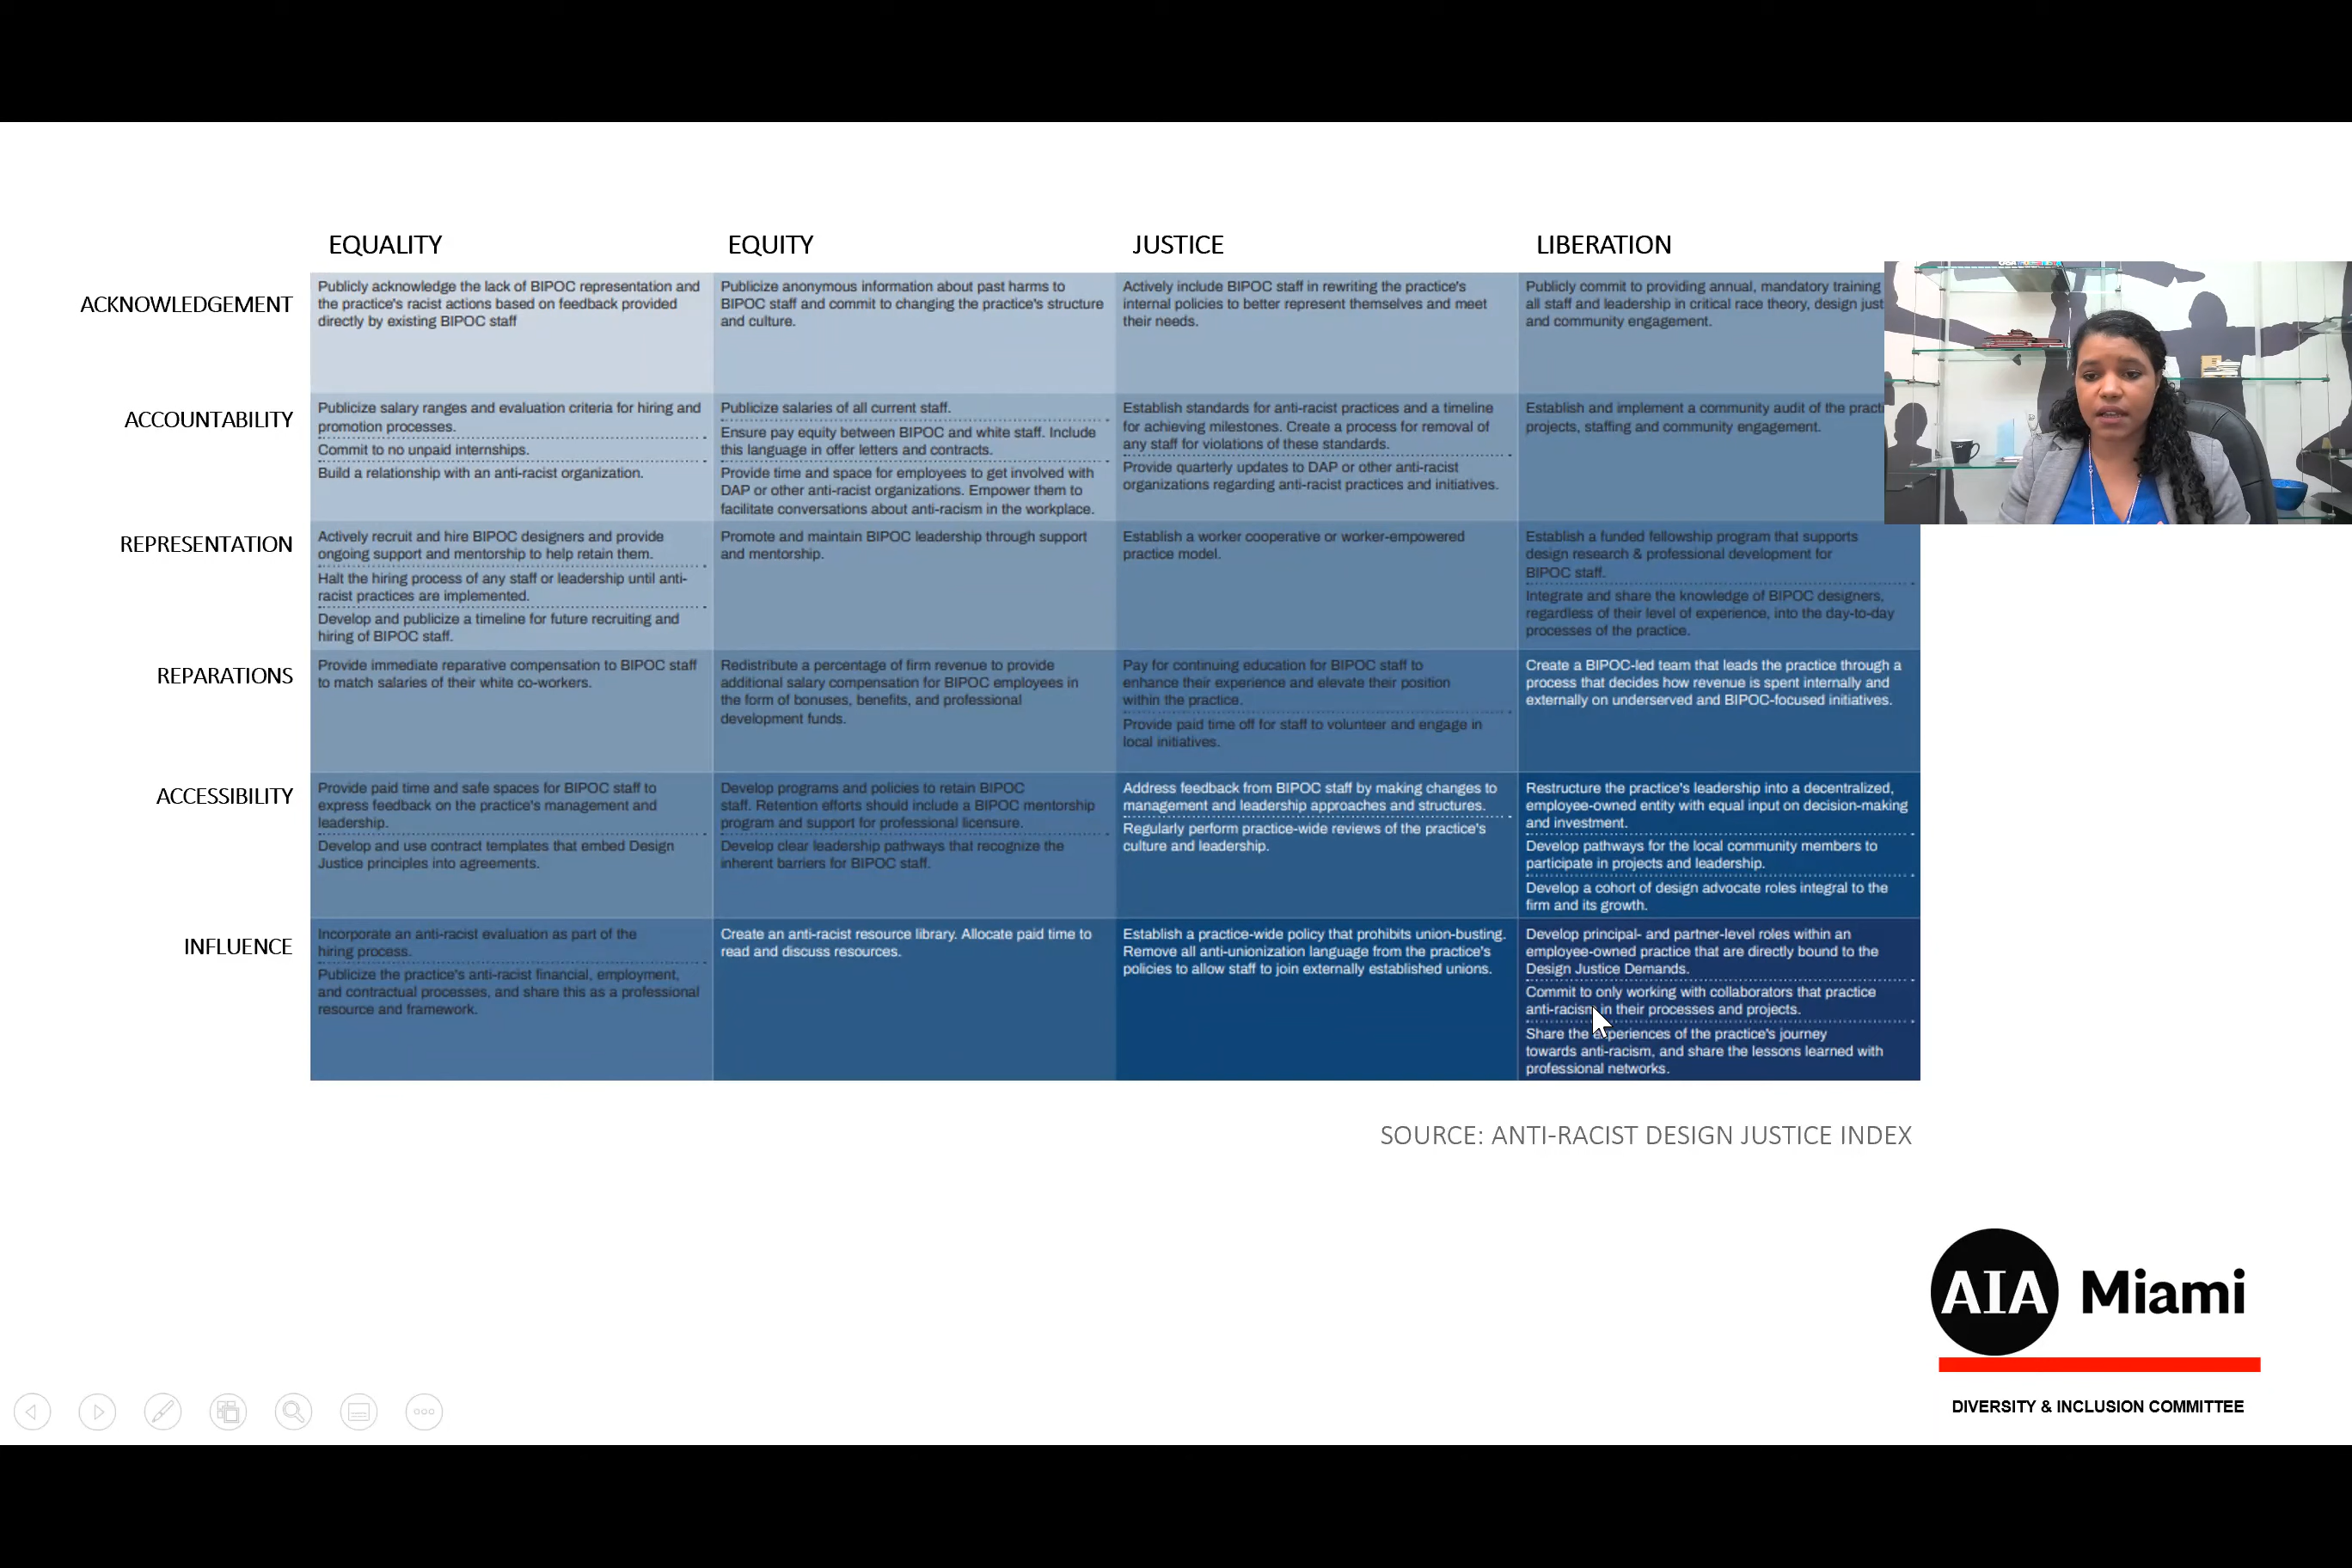 EQUALITY
EQUITY
JUSTICE
LIBERATION
ACKNOWLEDGEMENT
Publicly acknowledge the lack of BIPOC representation and
the practice's racist actions based on feedback provided
directly by existing BIPOC staff
Publicize anonymous information about past harms to
BIPOC staff and commit to changing the practice's structure
and culture.
Actively include BIPOC staff in rewriting the practice's
internal policies to better represent themselves and meet
their needs.
Publicly commit to providing annual, mandatory training
all staff and leadership in critical race theory, design just
and community engagement.
ACCOUNTABILITY
Publicize salary ranges and evaluation criteria for hiring and
promotion processes.
Commit to no unpaid internships.
Build a relationship with an anti-racist organization.
Publicize salaries of all current staff.
Ensure pay equity between BIPOC and white staff. Include
this language in offer letters and contracts.
Provide time and space for employees to get involved with
DAP or other anti-racist organizations. Empower them to
facilitate conversations about anti-racism in the workplace.
Establish standards for anti-racist practices and a timeline
for achieving milestones. Create a process for removal of
any staff for violations of these standards.
Provide quarterly updates to DAP or other anti-racist
organizations regarding anti-racist practices and initiatives.
Establish and implement a community audit of the practi
projects, staffing and community engagement.
REPRESENTATION
Actively recruit and hire BIPOC designers and provide
ongoing support and mentorship to help retain them.
Halt the hiring process of any staff or leadership until anti-
racist practices are implemented.
Develop and publicize a timeline for future recruiting and
hiring of BIPOC staff.
Promote and maintain BIPOC leadership through support
and mentorship.
Establish a worker cooperative or worker-empowered
practice model.
Establish a funded fellowship program that supports
design research & professional development for
BIPOC staff.
Integrate and share the knowledge of BIPOC designers,
regardless of their level of experience, into the day-to-day
processes of the practice.
REPARATIONS
Provide immediate reparative compensation to BIPOC staff
to match salaries of their white co-workers.
Redistribute a percentage of firm revenue to provide
additional salary compensation for BIPOC employees in
the form of bonuses, benefits, and professional
development funds.
Pay for continuing education for BIPOC staff to
enhance their experience and elevate their position
within the practice.
Provide paid time off for staff to volunteer and engage in
local initiatives.
Create a BIPOC-led team that leads the practice through a
process that decides how revenue is spent internally and
externally on underserved and BIPOC-focused initiatives.
ACCESSIBILITY
Provide paid time and safe spaces for BIPOC staff to
express feedback on the practice's management and
leadership.
Develop and use contract templates that embed Design
Justice principles into agreements.
Develop programs and policies to retain BIPOC
staff. Retention efforts should include a BIPOC mentorship
program and support for professional licensure.
Develop clear leadership pathways that recognize the
inherent barriers for BIPOC staff.
Address feedback from BIPOC staff by making changes to
management and leadership approaches and structures.
Regularly perform practice-wide reviews of the practice's
culture and leadership.
Restructure the practice's leadership into a decentralized,
employee-owned entity with equal input on decision-making
and investment.
Develop pathways for the local community members to
participate in projects and leadership.
Develop a cohort of design advocate roles integral to the
firm and its growth.
INFLUENCE
Incorporate an anti-racist evaluation as part of the
hiring process.
Publicize the practice's anti-racist financial, employment,
and contractual processes, and share this as a professional
resource and framework.
Create an anti-racist resource library. Allocate paid time to
read and discuss resources.
Establish a practice-wide policy that prohibits union-busting.
Remove all anti-unionization language from the practice's
policies to allow staff to join externally established unions.
Develop principal- and partner-level roles within an
employee-owned practice that are directly bound to the
Design Justice Demands.
Commit to only working with collaborators that practice
anti-racism in their processes and projects.
Share the experiences of the practice's journey
towards anti-racism, and share the lessons learned with
professional networks.
SOURCE: ANTI-RACIST DESIGN JUSTICE INDEX
AIA Miami
DIVERSITY & INCLUSION COMMITTEE